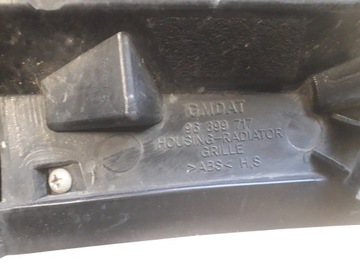 GMDAT
96 399 717
HOUSING-RADIATOR
GRILLE
>ABS< H,S